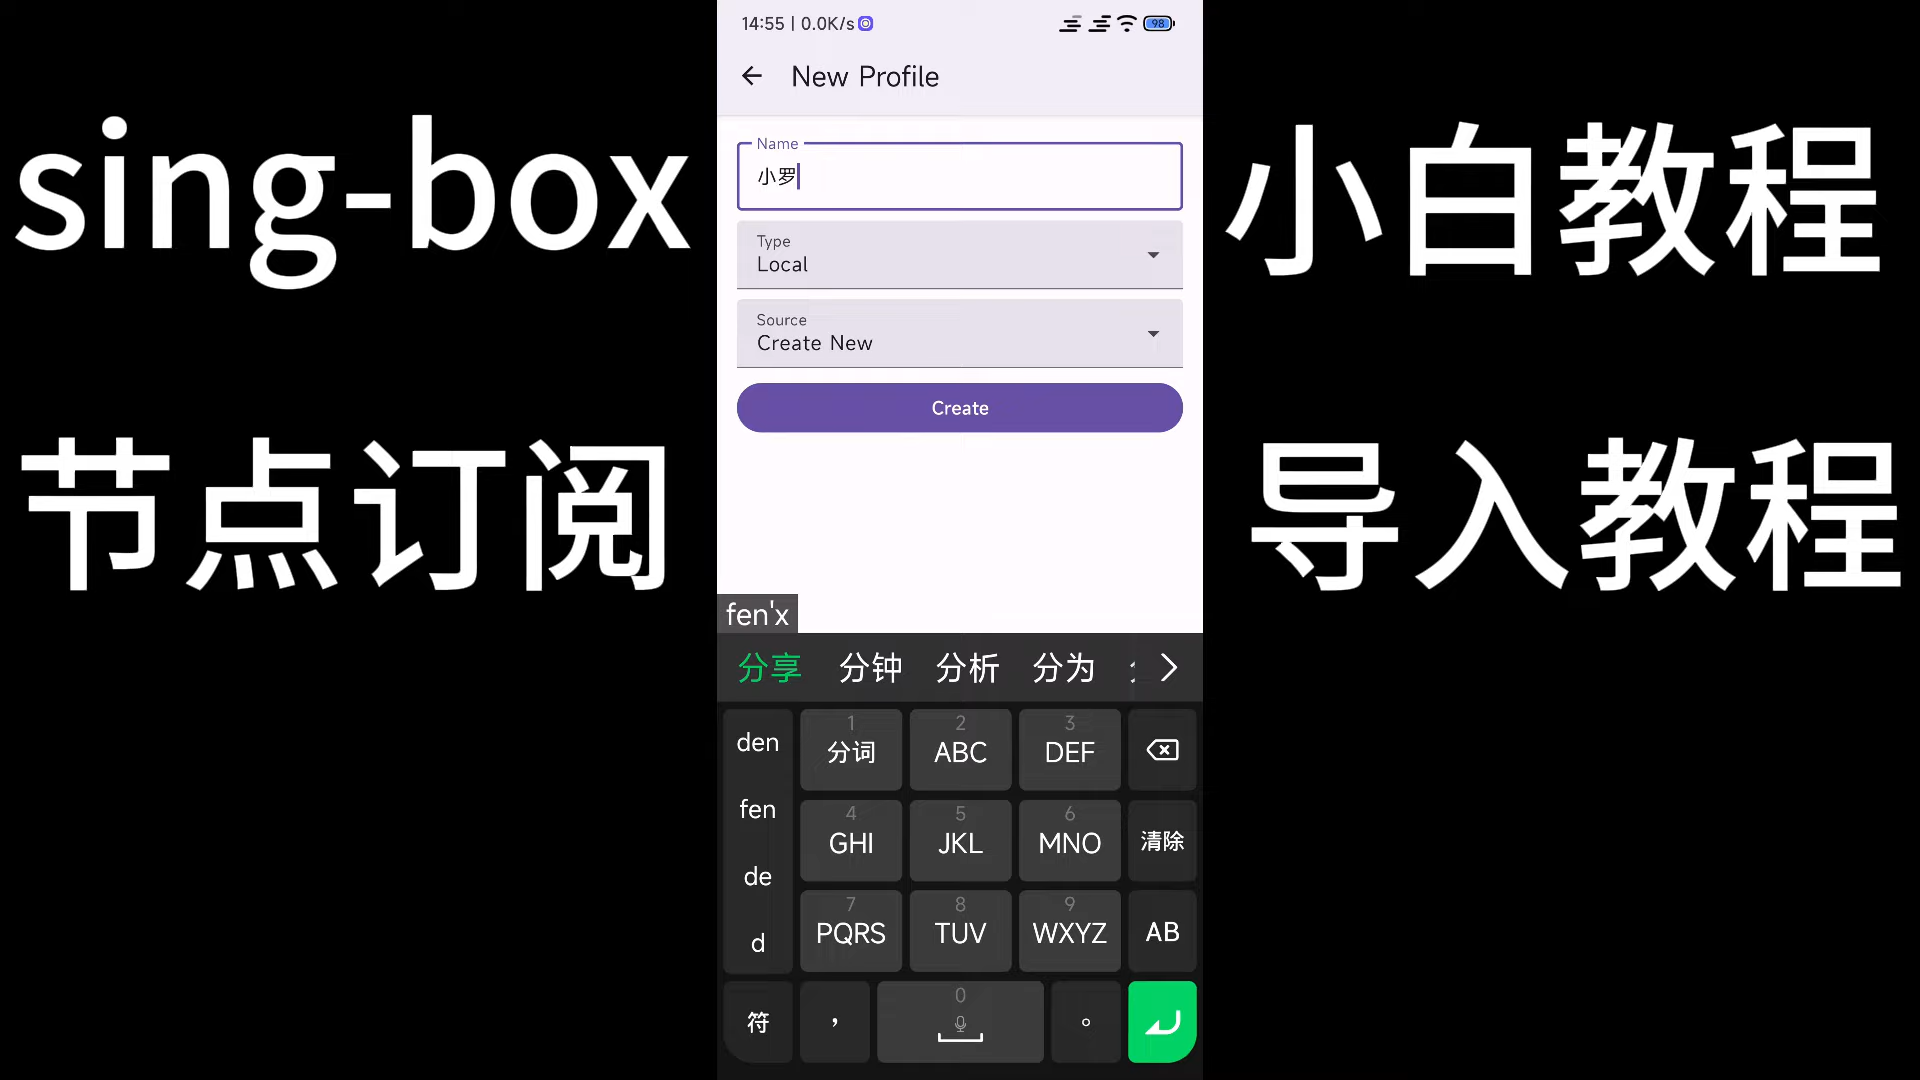 sing-box
小白教程
节点订阅
导入教程
14:55 | 0.0K/s
98
New Profile
Name
小罗
Type
Local
Source
Create New
Create
fen'x
分享 分钟 分析 分为
den
fen
de
d
1
分词
2
ABC
3
DEF
4
GHI
5
JKL
6
MNO
清除
7
PQRS
8
TUV
9
WXYZ
AB
符
，
0
。